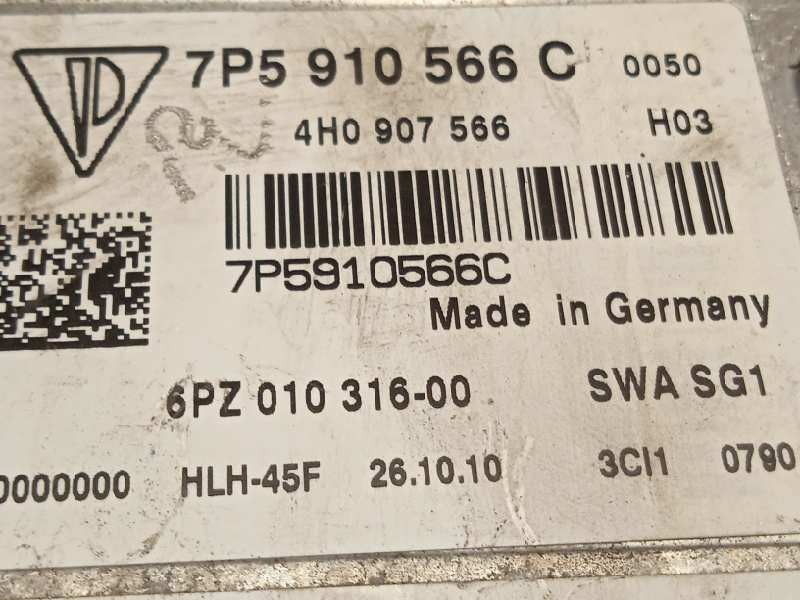 7P5 910 566 C 0050
4H0 907 566 H03
7P5910566C
Made in Germany
6PZ 010 316-00 SWA SG1
0000000 HLH-45F 26.10.10 3CI1 0790